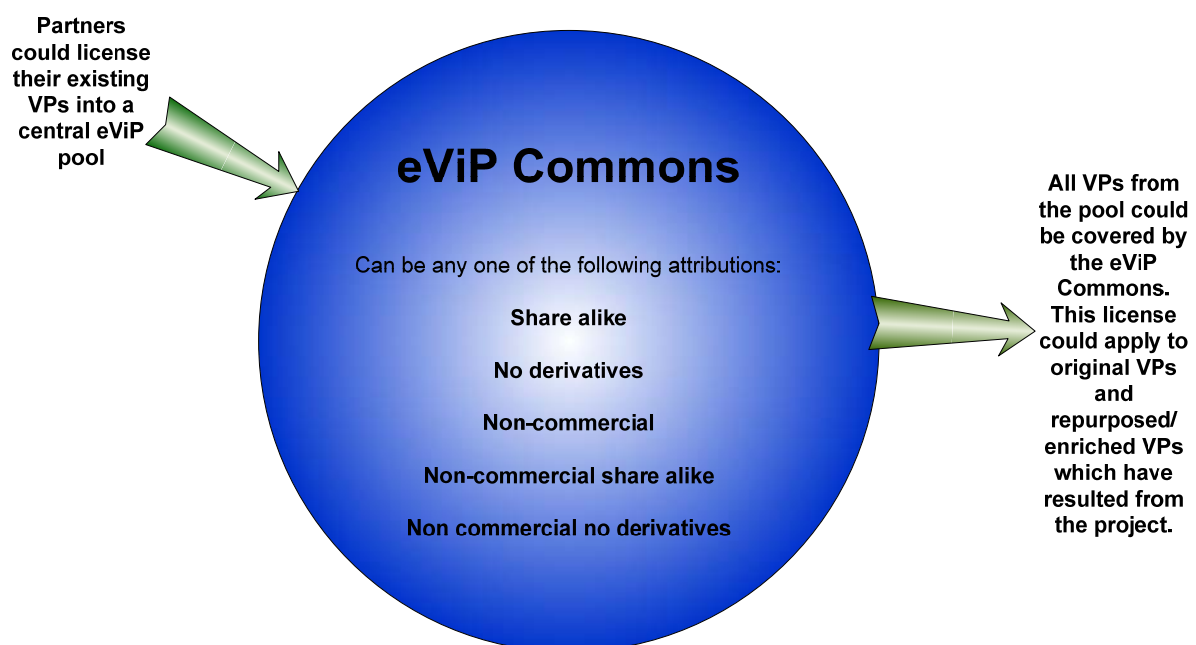 Partners
could license
their existing
VPs into a
central eViP
pool
eViP Commons
Can be any one of the following attributions:
Share alike
No derivatives
Non-commercial
Non-commercial share alike
Non commercial no derivatives
All VPs from
the pool could
be covered by
the eViP
Commons.
This license
could apply to
original VPs
and
repurposed/
enriched VPs
which have
resulted from
the project.